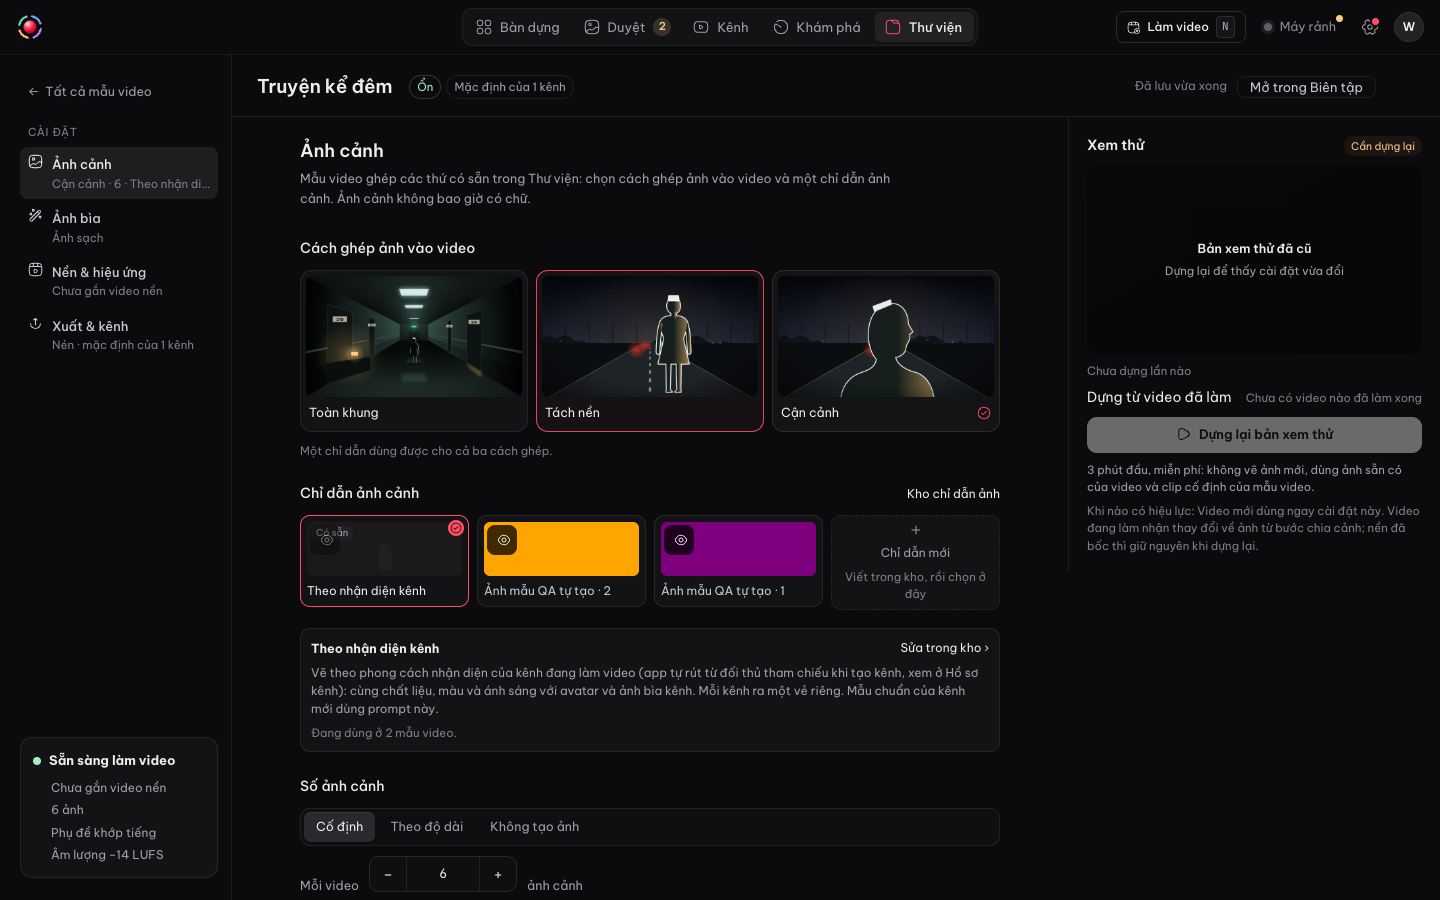 Bàn dựng
Duyệt 2
Kênh
Khám phá
Thư viện
Làm video N
Máy rảnh
W
← Tất cả mẫu video
CÀI ĐẶT
Ảnh cảnh
Cận cảnh · 6 · Theo nhận di...
Ảnh bìa
Ảnh sạch
Nền & hiệu ứng
Chưa gắn video nền
Xuất & kênh
Nén · mặc định của 1 kênh
Sẵn sàng làm video
Chưa gắn video nền
6 ảnh
Phụ đề khớp tiếng
Âm lượng −14 LUFS
Truyện kể đêm
Ổn
Mặc định của 1 kênh
Đã lưu vừa xong
Mở trong Biên tập
Ảnh cảnh
Mẫu video ghép các thứ có sẵn trong Thư viện: chọn cách ghép ảnh vào video và một chỉ dẫn ảnh
cảnh. Ảnh cảnh không bao giờ có chữ.
Cách ghép ảnh vào video
Toàn khung
Tách nền
Cận cảnh
Một chỉ dẫn dùng được cho cả ba cách ghép.
Chỉ dẫn ảnh cảnh
Kho chỉ dẫn ảnh
Có sẵn
Theo nhận diện kênh
Ảnh mẫu QA tự tạo · 2
Ảnh mẫu QA tự tạo · 1
+
Chỉ dẫn mới
Viết trong kho, rồi chọn ở
đây
Theo nhận diện kênh
Sửa trong kho ›
Vẽ theo phong cách nhận diện của kênh đang làm video (app tự rút từ đối thủ tham chiếu khi tạo kênh, xem ở Hồ sơ
kênh): cùng chất liệu, màu và ánh sáng với avatar và ảnh bìa kênh. Mỗi kênh ra một vẻ riêng. Mẫu chuẩn của kênh
mới dùng prompt này.
Đang dùng ở 2 mẫu video.
Số ảnh cảnh
Cố định
Theo độ dài
Không tạo ảnh
Mỗi video − 6 + ảnh cảnh
Xem thử
Cần dựng lại
Bản xem thử đã cũ
Dựng lại để thấy cài đặt vừa đổi
Chưa dựng lần nào
Dựng từ video đã làm
Chưa có video nào đã làm xong
Dựng lại bản xem thử
3 phút đầu, miễn phí: không vẽ ảnh mới, dùng ảnh sẵn có
của video và clip cố định của mẫu video.
Khi nào có hiệu lực: Video mới dùng ngay cài đặt này. Video
đang làm nhận thay đổi về ảnh từ bước chia cảnh; nền đã
bốc thì giữ nguyên khi dựng lại.